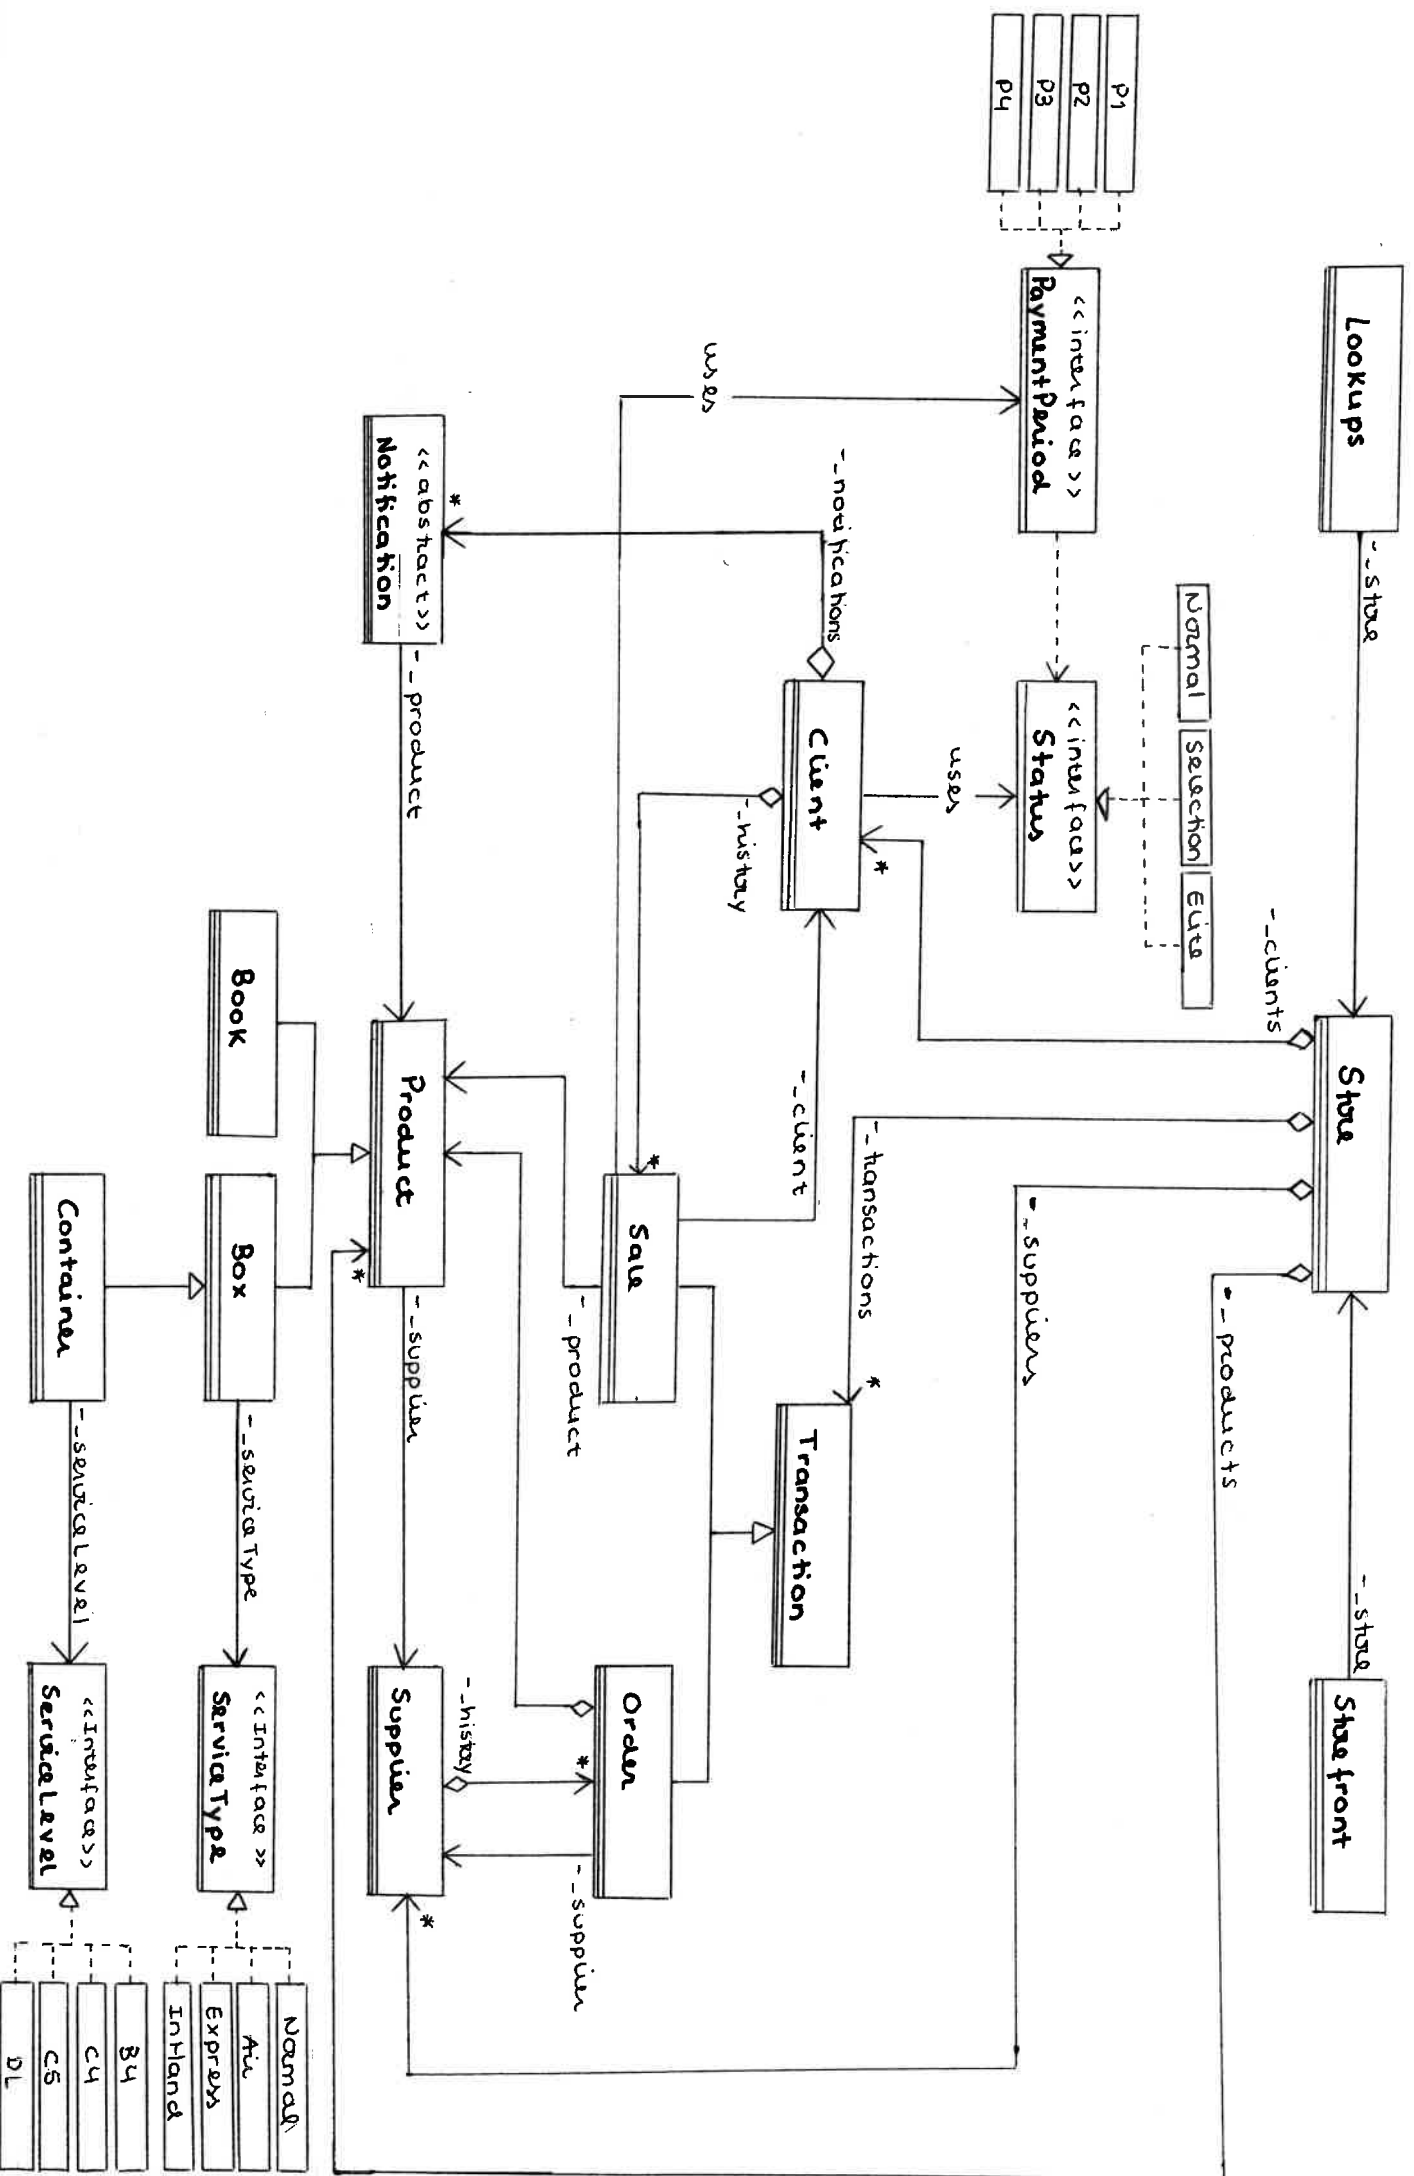 Lookups
- _store
Store
- _store
Storefront
- _clients
- _transactions
*
- _suppliers
- _products
Normal
Selection
Elite
P1
P2
P3
P4
<<interface>>
PaymentPeriod
<<interface>>
Status
uses
*
Client
- _notifications
- _history
- _client
uses
Transaction
*
Sale
- _product
Order
*
- _history
- _supplier
*
<<abstract>>
Notification
- _product
Product
*
- _supplier
Supplier
*
Book
Box
- _serviceType
<<Interface>>
ServiceType
Normal
Air
Express
InHand
Container
- _serviceLevel
<<Interface>>
ServiceLevel
B4
C4
C5
DL